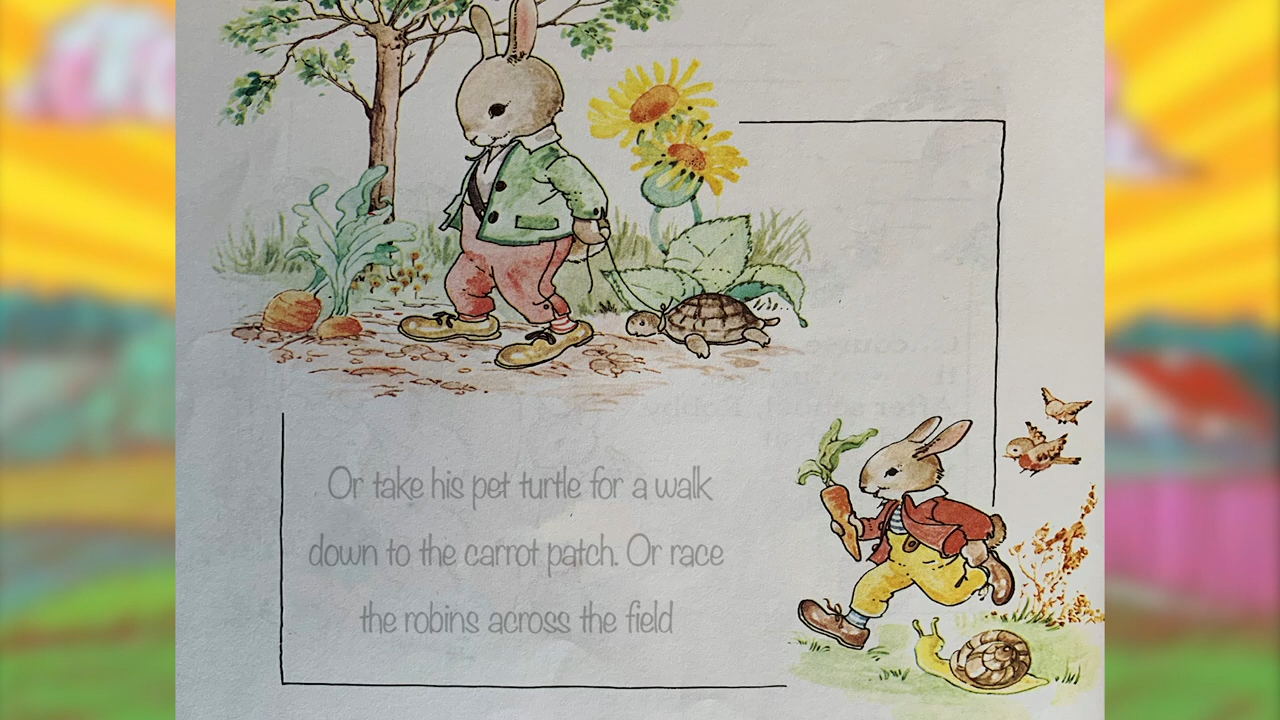 Or take his pet turtle for a walk
down to the carrot patch. Or race
the robins across the field